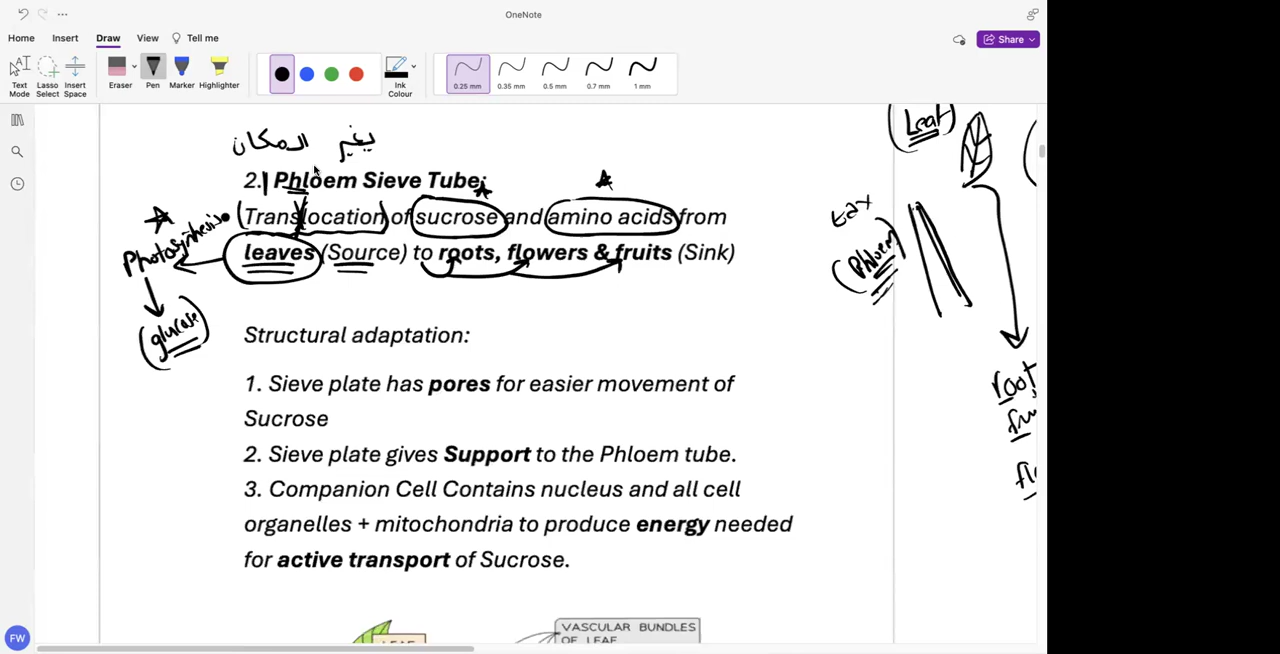 OneNote
Home Insert Draw View Tell me
Share
Text Mode
Lasso Select
Insert Space
Eraser
Pen
Marker
Highlighter
Ink Colour
0.25 mm
0.35 mm
0.5 mm
0.7 mm
1 mm
يغير المكان
2. Phloem Sieve Tube:
Translocation of sucrose and amino acids from
leaves (Source) to roots, flowers & fruits (Sink)
Photosynthesis
(glucose)
Structural adaptation:
1. Sieve plate has pores for easier movement of
Sucrose
2. Sieve plate gives Support to the Phloem tube.
3. Companion Cell Contains nucleus and all cell
organelles + mitochondria to produce energy needed
for active transport of Sucrose.
LEAF
VASCULAR BUNDLES
OF LEAF
(Leaf)
(Phloem)
root
FW